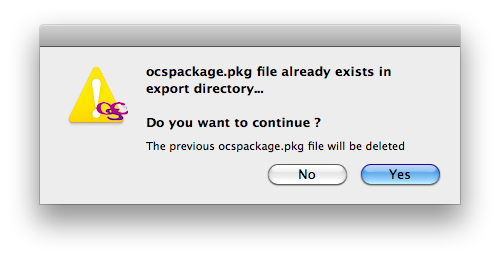 ocspackage.pkg file already exists in
export directory...
Do you want to continue ?
The previous ocspackage.pkg file will be deleted
No
Yes